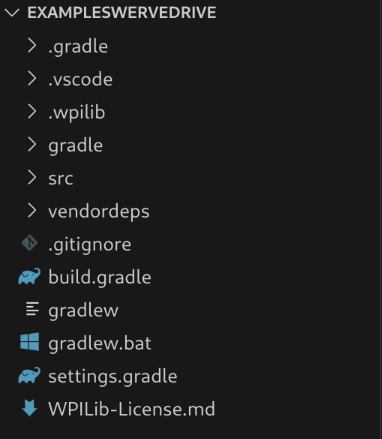 EXAMPLESWERVEDRIVE
.gradle
.vscode
.wpilib
gradle
src
vendordeps
.gitignore
build.gradle
gradlew
gradlew.bat
settings.gradle
WPILib-License.md